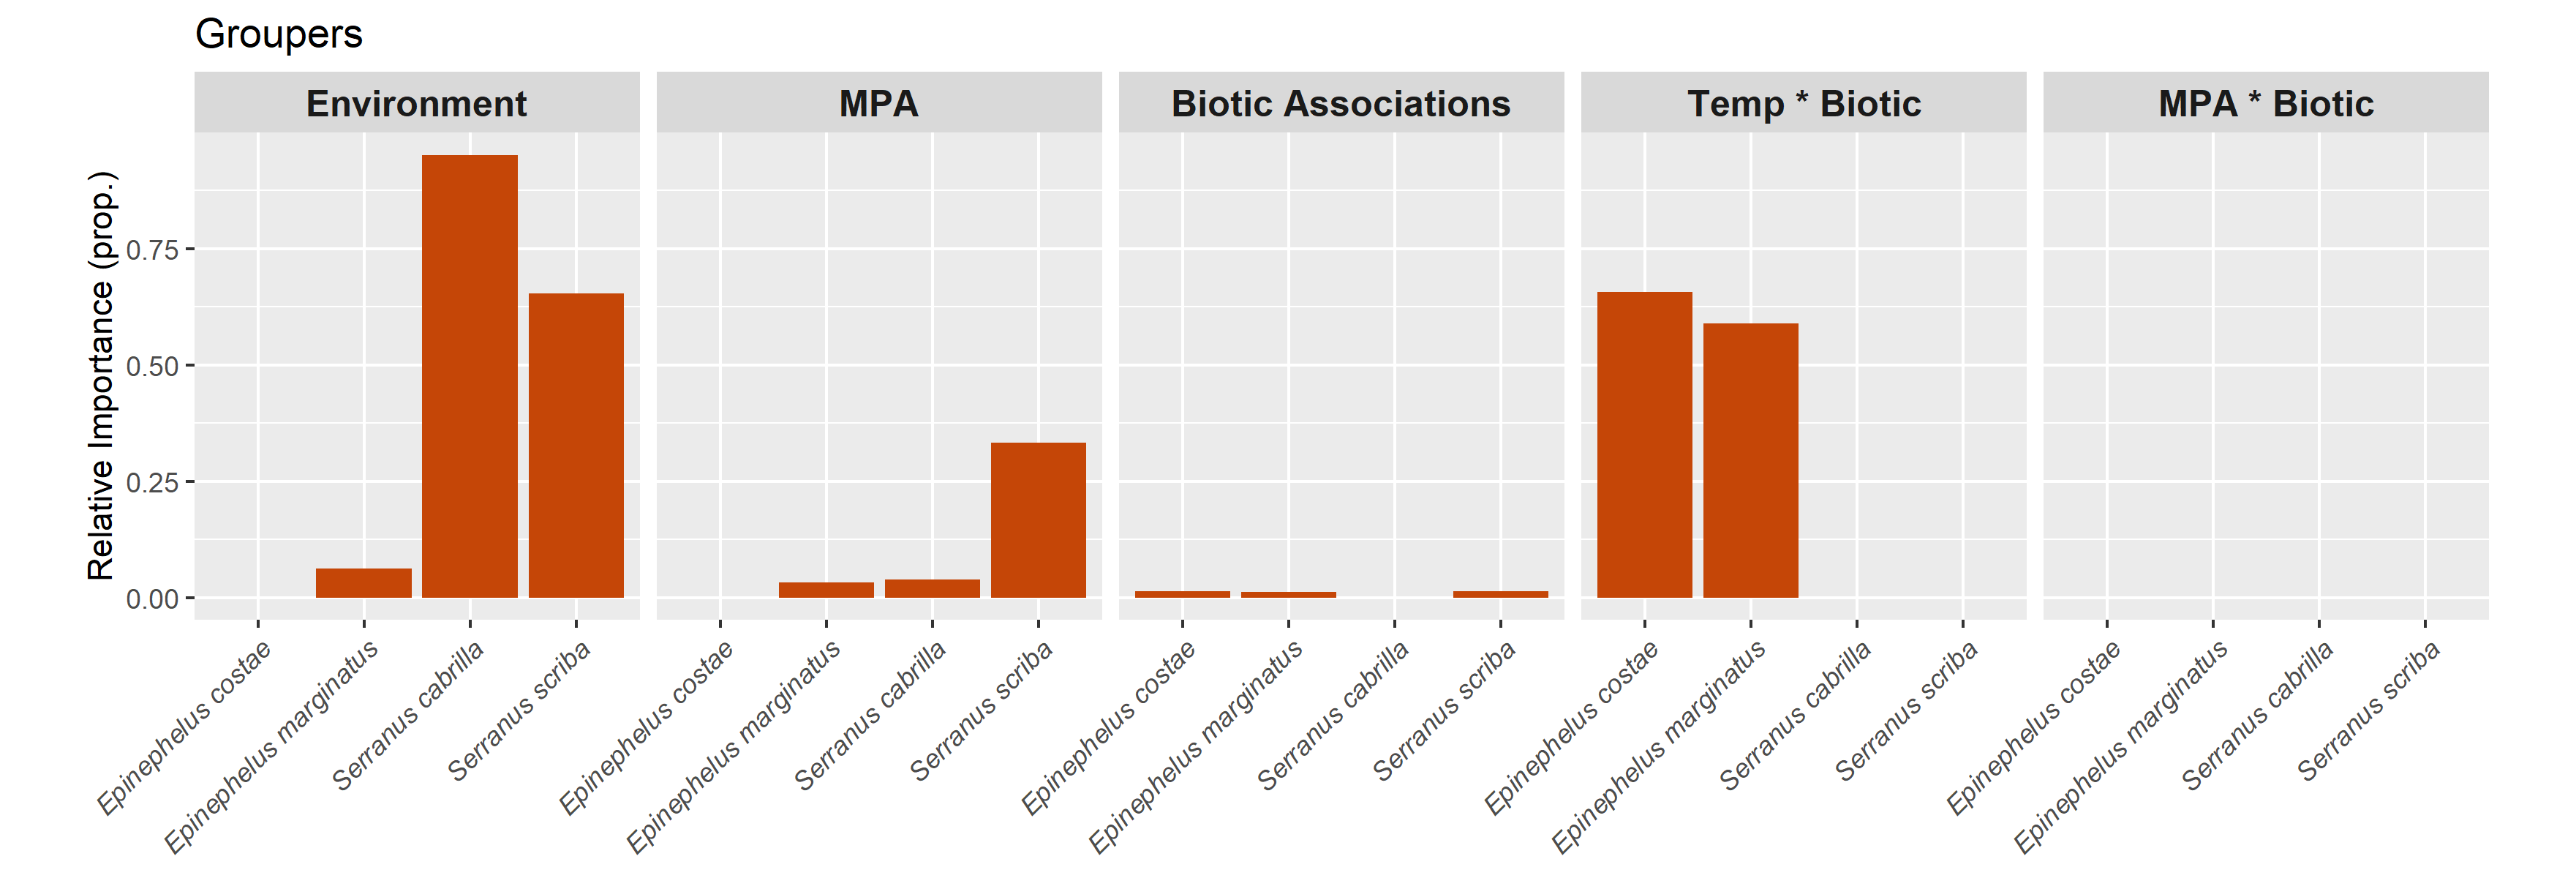 Groupers
Environment
MPA
Biotic Associations
Temp * Biotic
MPA * Biotic
Relative Importance (prop.)
0.75
0.50
0.25
0.00
Epinephelus costae
Epinephelus marginatus
Serranus cabrilla
Serranus scriba
Epinephelus costae
Epinephelus marginatus
Serranus cabrilla
Serranus scriba
Epinephelus costae
Epinephelus marginatus
Serranus cabrilla
Serranus scriba
Epinephelus costae
Epinephelus marginatus
Serranus cabrilla
Serranus scriba
Epinephelus costae
Epinephelus marginatus
Serranus cabrilla
Serranus scriba